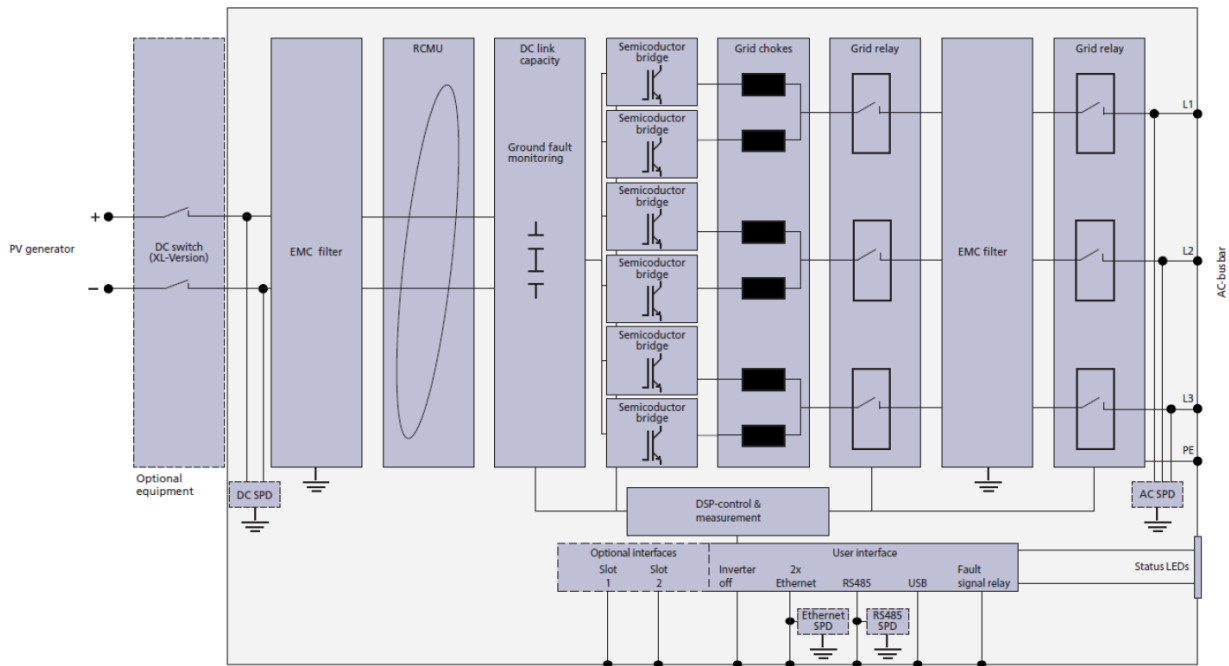 RCMU
DC link
capacity
Semiconductor
bridge
Grid chokes
Grid relay
Grid relay
L1
Semiconductor
bridge
Ground fault
monitoring
Semiconductor
bridge
+
PV generator
DC switch
(XL-Version)
EMC filter
EMC filter
L2
AC-busbar
Semiconductor
bridge
−
Semiconductor
bridge
L3
Semiconductor
bridge
PE
Optional
equipment
DC SPD
DSP-control &
measurement
AC SPD
Optional interfaces
User interface
Slot
1
Slot
2
Inverter
off
2x
Ethernet
RS485
USB
Fault
signal relay
Status LEDs
Ethernet
SPD
RS485
SPD